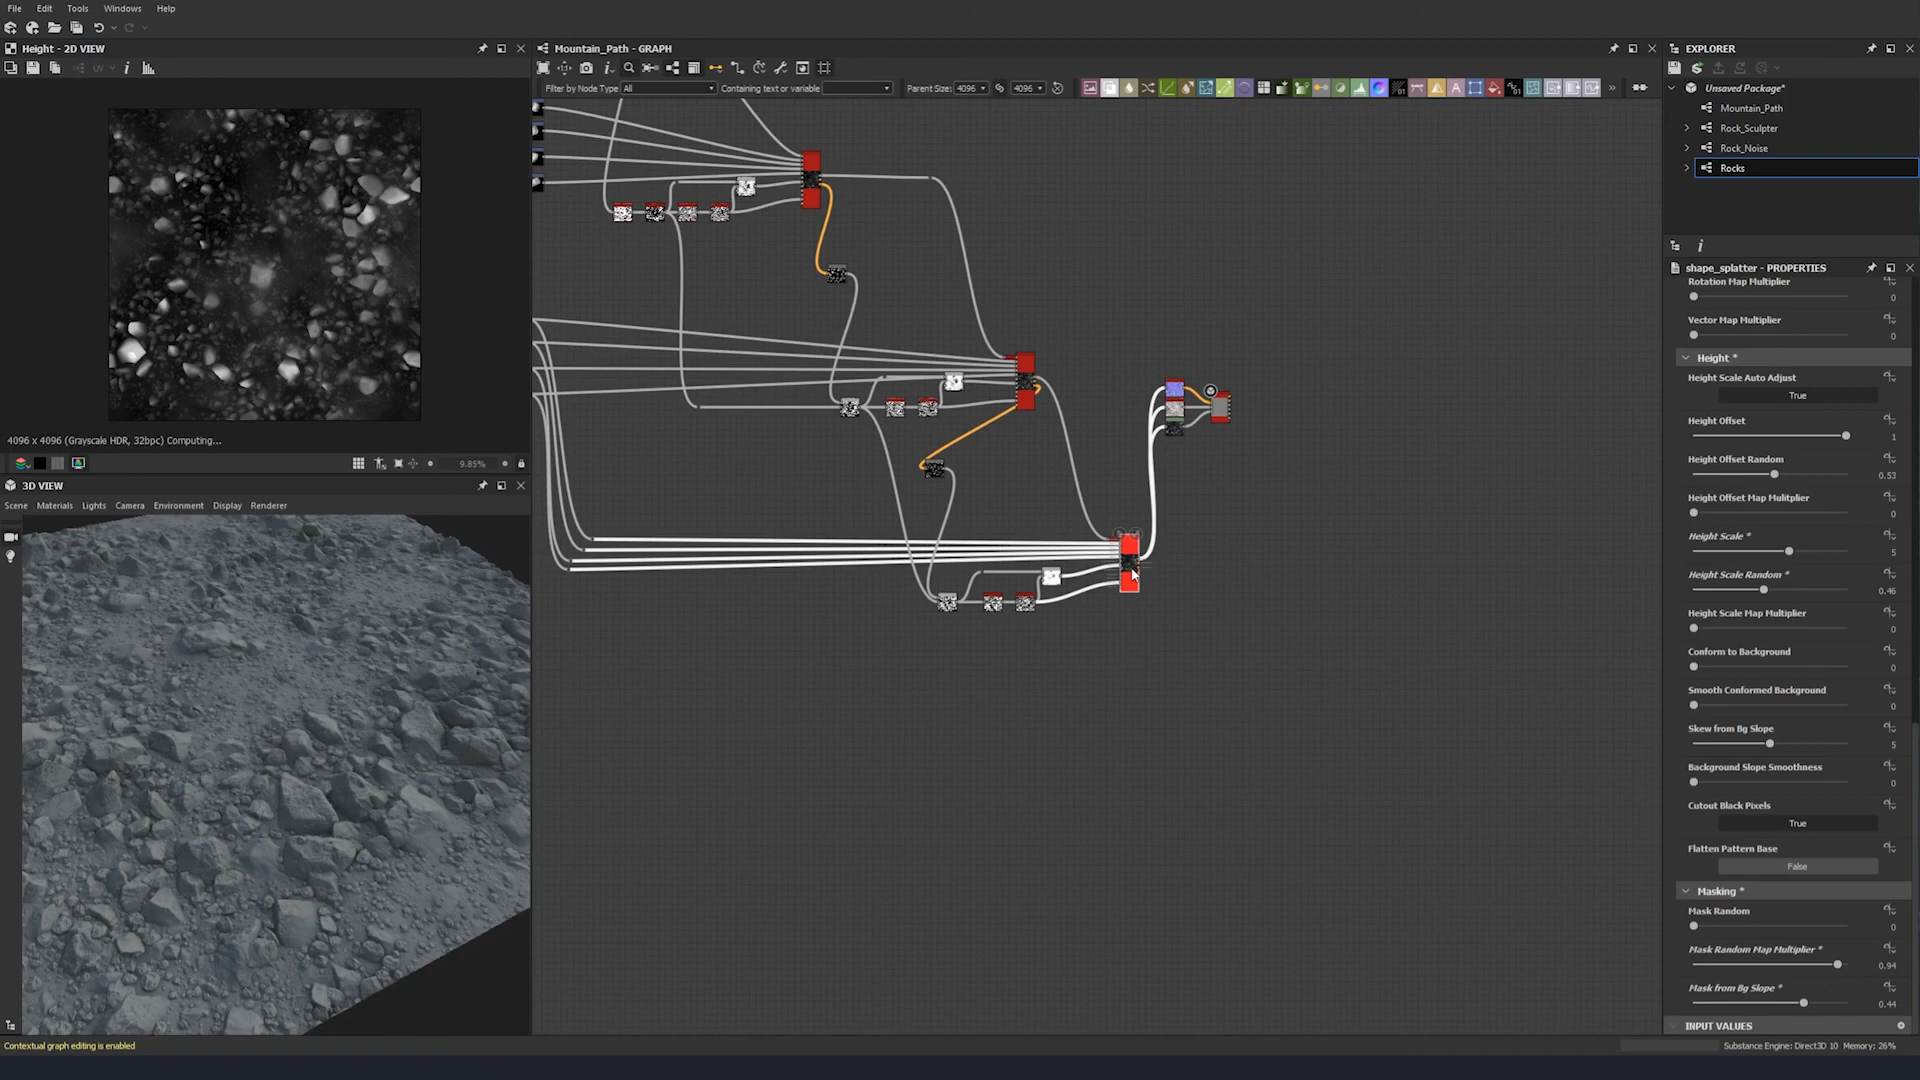 File Edit Tools Windows Help
Height - 2D VIEW
UV
4096 x 4096 (Grayscale HDR, 32bpc) Computing...
9.85%
3D VIEW
Scene Materials Lights Camera Environment Display Renderer
Contextual graph editing is enabled
Mountain_Path - GRAPH
Filter by Node Type All Containing text or variable Parent Size: 4096 4096
EXPLORER
Unsaved Package*
Mountain_Path
Rock_Sculpter
Rock_Noise
Rocks
shape_splatter - PROPERTIES
Rotation Map Multiplier
0
Vector Map Multiplier
0
Height *
Height Scale Auto Adjust
True
Height Offset
1
Height Offset Random
0.53
Height Offset Map Mulitplier
0
Height Scale *
5
Height Scale Random *
0.46
Height Scale Map Multiplier
0
Conform to Background
0
Smooth Conformed Background
0
Skew from Bg Slope
5
Background Slope Smoothness
0
Cutout Black Pixels
True
Flatten Pattern Base
False
Masking *
Mask Random
0
Mask Random Map Multiplier *
0.94
Mask from Bg Slope *
0.44
INPUT VALUES
Substance Engine: Direct3D 10 Memory: 26%